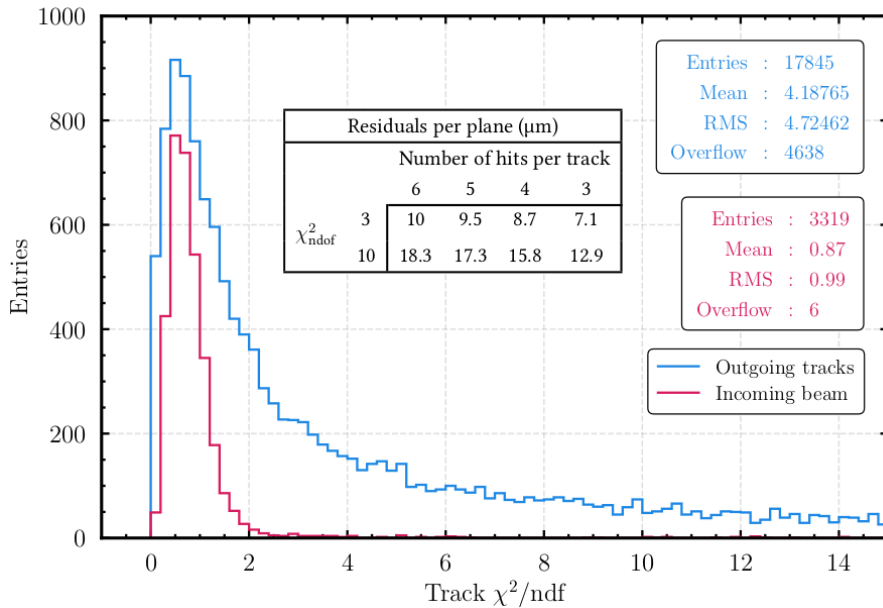 1000
800
600
400
200
0
Entries
0 2 4 6 8 10 12 14
Track χ²/ndf
Residuals per plane (μm)
Number of hits per track
6 5 4 3
χ²ndof
3 10 9.5 8.7 7.1
10 18.3 17.3 15.8 12.9
Entries : 17845
Mean : 4.18765
RMS : 4.72462
Overflow : 4638
Entries : 3319
Mean : 0.87
RMS : 0.99
Overflow : 6
Outgoing tracks
Incoming beam